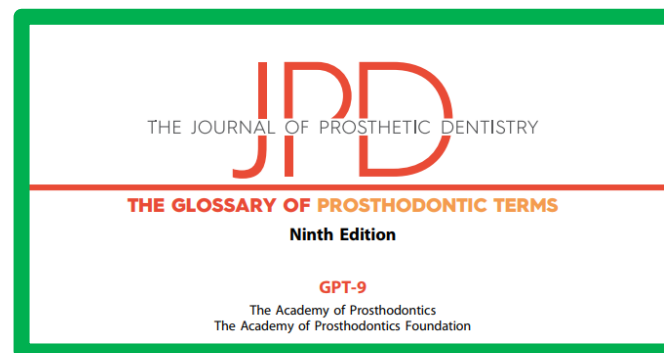 JPD
THE JOURNAL OF PROSTHETIC DENTISTRY
THE GLOSSARY OF PROSTHODONTIC TERMS
Ninth Edition
GPT-9
The Academy of Prosthodontics
The Academy of Prosthodontics Foundation